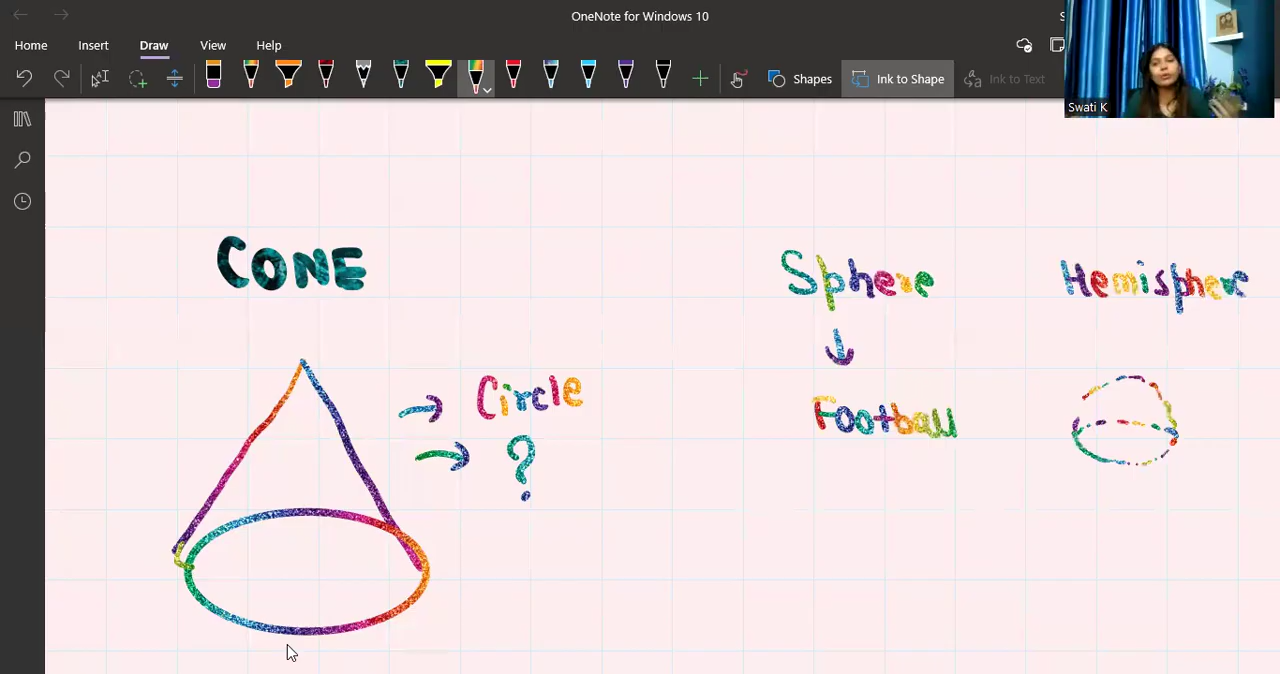 OneNote for Windows 10
Home Insert Draw View Help
Shapes Ink to Shape Ink to Text
Swati K
CONE
Sphere
Hemisphere
Circle
?
Football